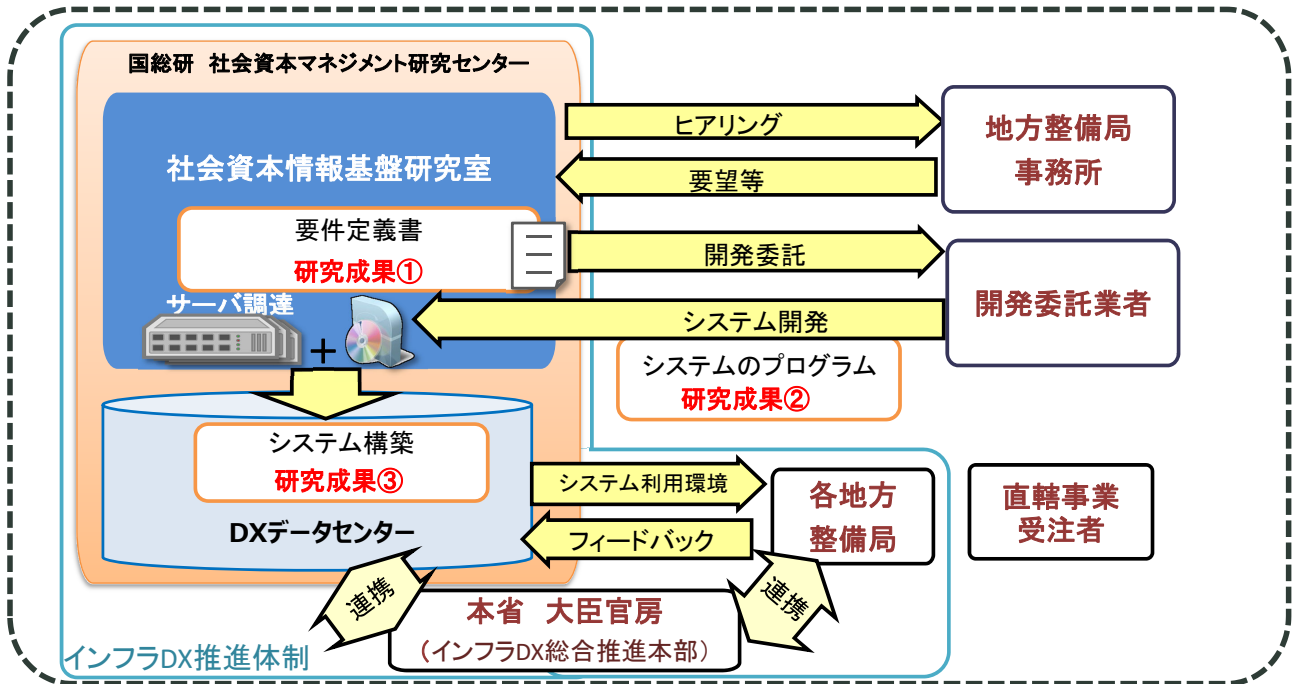 国総研 社会資本マネジメント研究センター
社会資本情報基盤研究室
要件定義書
研究成果①
サーバ調達
+
ヒアリング
要望等
地方整備局
事務所
開発委託
システム開発
開発委託業者
システムのプログラム
研究成果②
システム構築
研究成果③
DXデータセンター
システム利用環境
フィードバック
各地方
整備局
直轄事業
受注者
連携
連携
本省 大臣官房
(インフラDX総合推進本部)
インフラDX推進体制